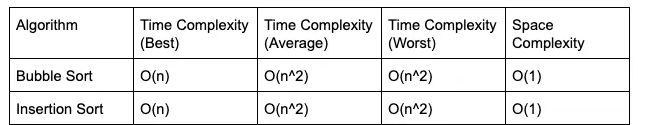 Algorithm Time Complexity (Best) Time Complexity (Average) Time Complexity (Worst) Space Complexity
Bubble Sort O(n) O(n^2) O(n^2) O(1)
Insertion Sort O(n) O(n^2) O(n^2) O(1)